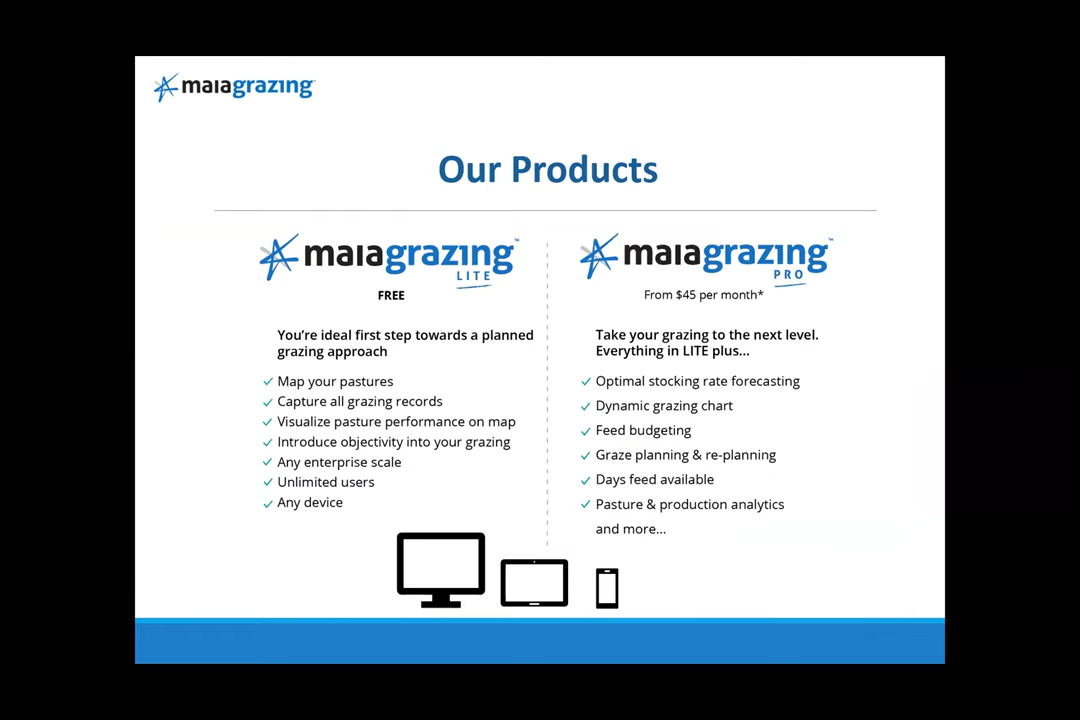 maiagrazing
Our Products
maiagrazing™
LITE
FREE
You're ideal first step towards a planned
grazing approach
Map your pastures
Capture all grazing records
Visualize pasture performance on map
Introduce objectivity into your grazing
Any enterprise scale
Unlimited users
Any device
maiagrazing™
PRO
From $45 per month*
Take your grazing to the next level.
Everything in LITE plus...
Optimal stocking rate forecasting
Dynamic grazing chart
Feed budgeting
Graze planning & re-planning
Days feed available
Pasture & production analytics
and more...